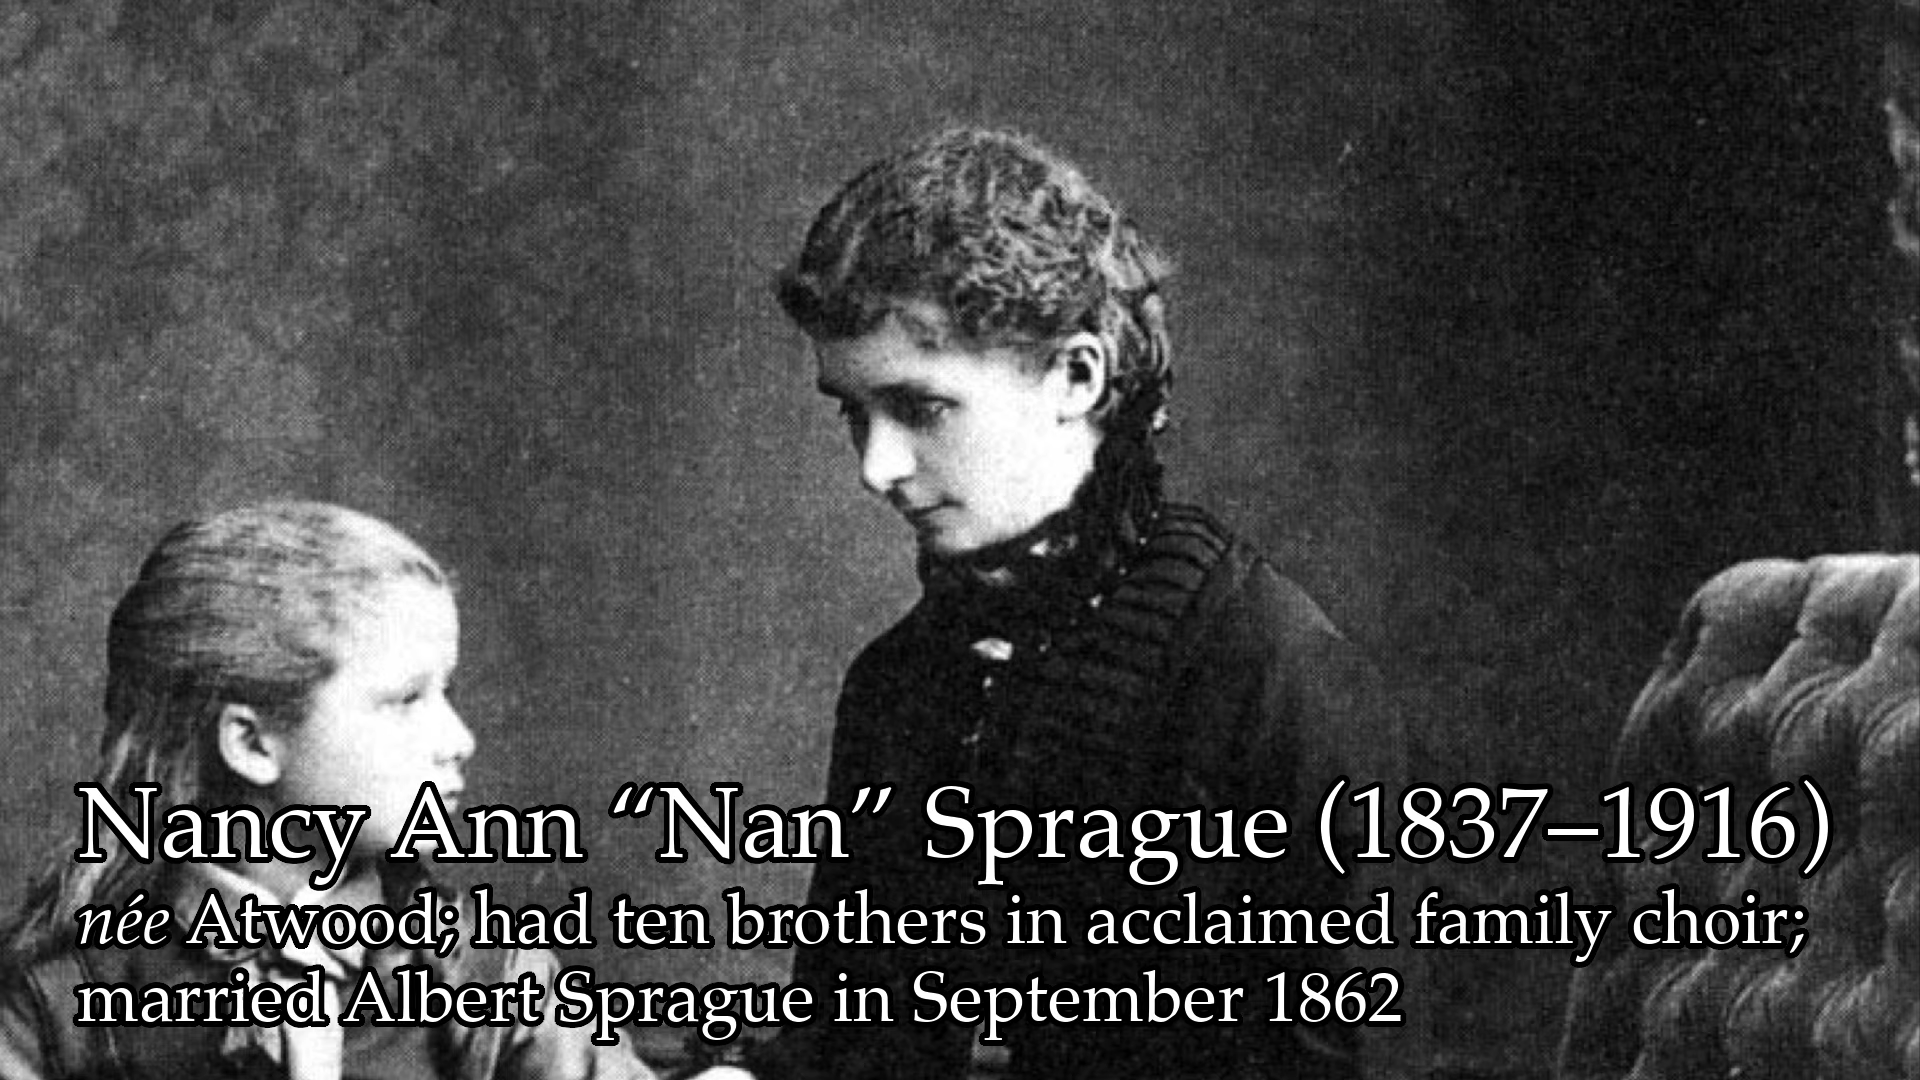 Nancy Ann “Nan” Sprague (1837–1916)
née Atwood; had ten brothers in acclaimed family choir;
married Albert Sprague in September 1862